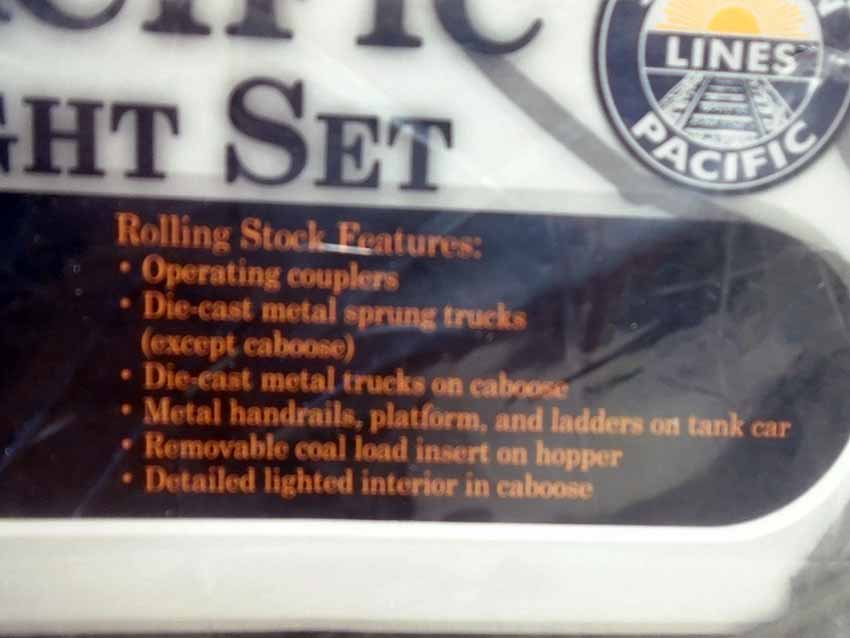 CIFIC
GHT SET
LINES
PACIFIC
Rolling Stock Features:
• Operating couplers
• Die-cast metal sprung trucks
(except caboose)
• Die-cast metal trucks on caboose
• Metal handrails, platform, and ladders on tank car
• Removable coal load insert on hopper
• Detailed lighted interior in caboose